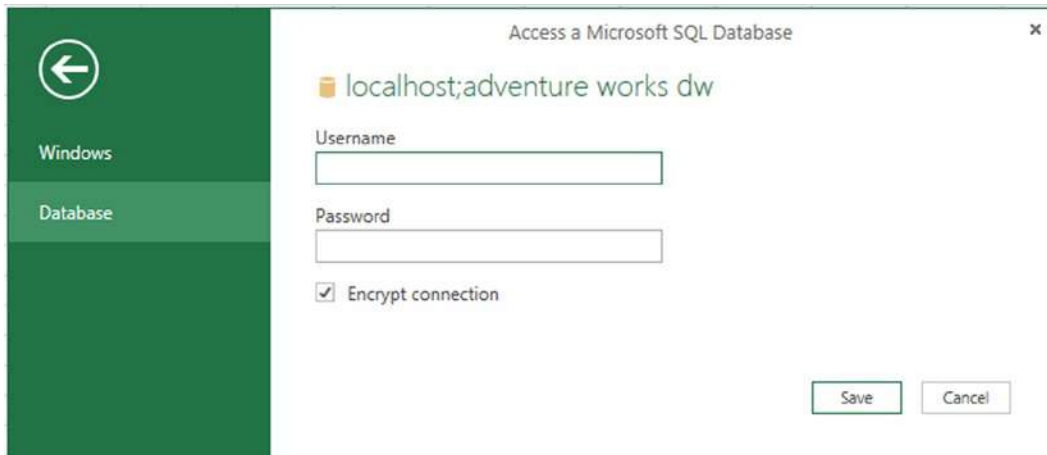 Access a Microsoft SQL Database
localhost;adventure works dw
Windows
Database
Username
Password
Encrypt connection
Save
Cancel